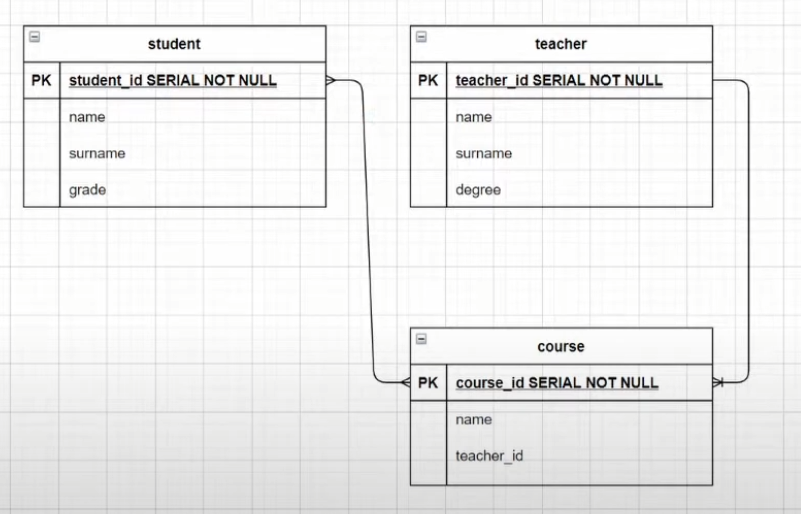 student
PK student_id SERIAL NOT NULL
name
surname
grade
teacher
PK teacher_id SERIAL NOT NULL
name
surname
degree
course
PK course_id SERIAL NOT NULL
name
teacher_id